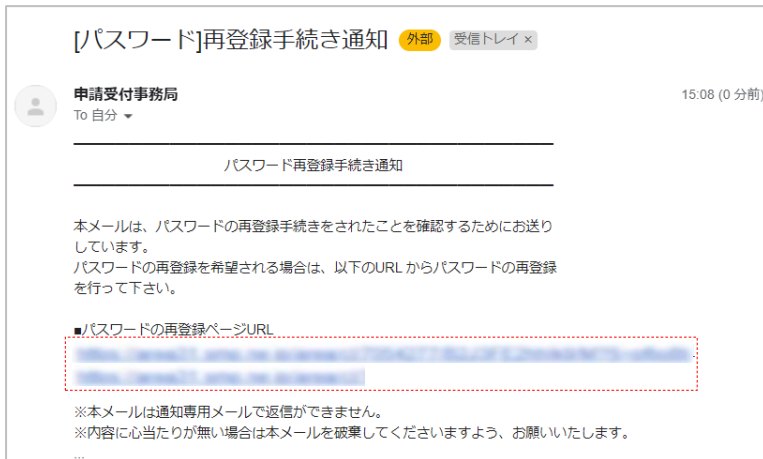 [パスワード]再登録手続き通知 外部 受信トレイ ×
申請受付事務局 15:08 (0 分前)
To 自分
パスワード再登録手続き通知
本メールは、パスワードの再登録手続きをされたことを確認するためにお送り
しています。
パスワードの再登録を希望される場合は、以下のURL からパスワードの再登録
を行って下さい。
■パスワードの再登録ページURL
※本メールは通知専用メールで返信ができません。
※内容に心当たりが無い場合は本メールを破棄してくださいますよう、お願いいたします。
...